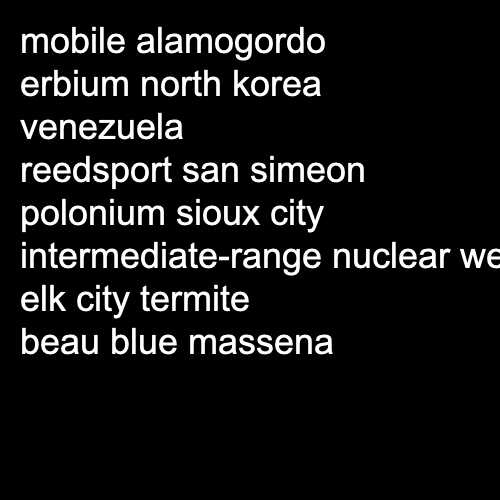 mobile alamogordo
erbium north korea
venezuela
reedsport san simeon
polonium sioux city
intermediate-range nuclear
elk city termite
beau blue massena